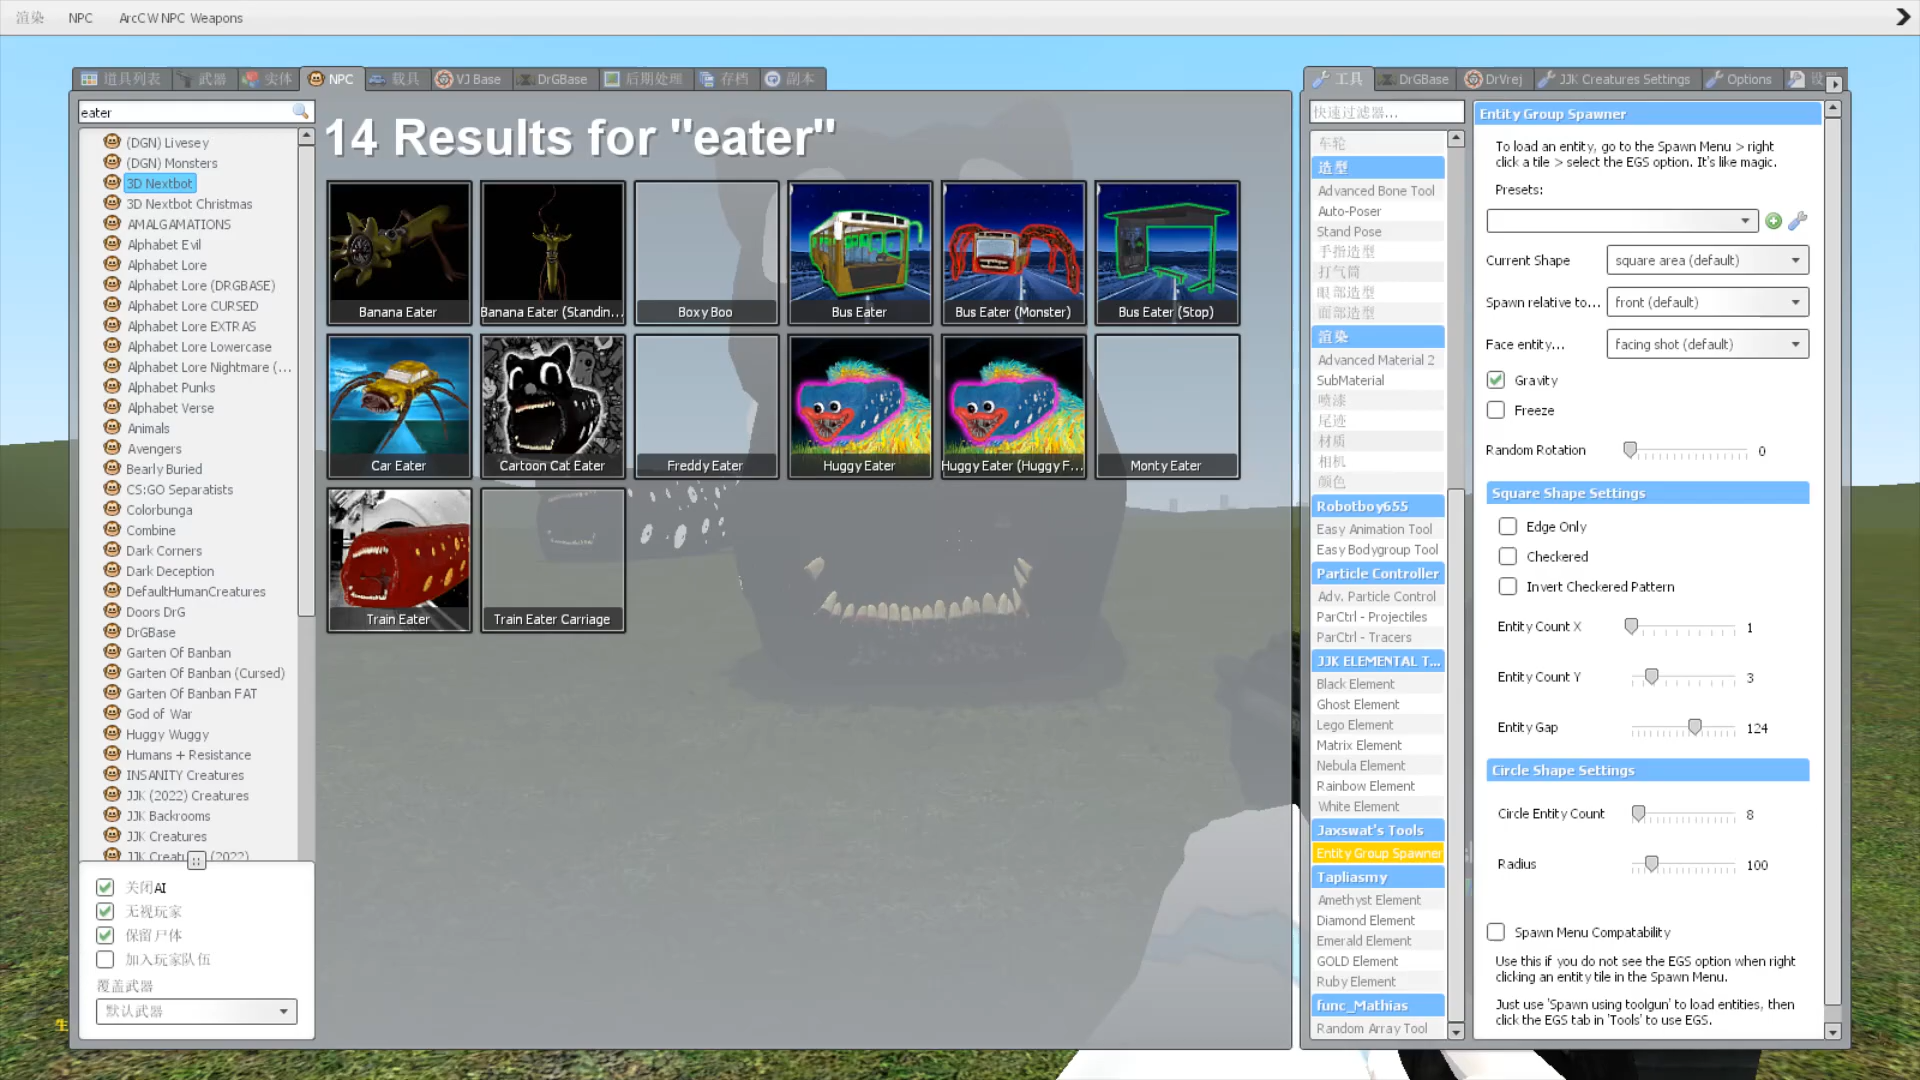 渲染 NPC ArcCW NPC Weapons
道具列表 武器 实体 NPC 载具 VJ Base DrGBase 后期处理 存档 副本
eater
(DGN) Livesey
(DGN) Monsters
3D Nextbot
3D Nextbot Christmas
AMALGAMATIONS
Alphabet Evil
Alphabet Lore
Alphabet Lore (DRGBASE)
Alphabet Lore CURSED
Alphabet Lore EXTRAS
Alphabet Lore Lowercase
Alphabet Lore Nightmare (...
Alphabet Punks
Alphabet Verse
Animals
Avengers
Bearly Buried
CS:GO Separatists
Colorbunga
Combine
Dark Corners
Dark Deception
DefaultHumanCreatures
Doors DrG
DrGBase
Garten Of Banban
Garten Of Banban (Cursed)
Garten Of Banban FAT
God of War
Huggy Wuggy
Humans + Resistance
INSANITY Creatures
JJK (2022) Creatures
JJK Backrooms
JJK Creatures
JJK Creatu (2022)
关闭AI
无视玩家
保留尸体
加入玩家队伍
覆盖武器
默认武器
生
14 Results for "eater"
Banana Eater
Banana Eater (Standin...
Boxy Boo
Bus Eater
Bus Eater (Monster)
Bus Eater (Stop)
Car Eater
Cartoon Cat Eater
Freddy Eater
Huggy Eater
Huggy Eater (Huggy F...
Monty Eater
Train Eater
Train Eater Carriage
工具 DrGBase DrVrej JJK Creatures Settings Options 设
快速过滤器...
车轮
造型
Advanced Bone Tool
Auto-Poser
Stand Pose
手指造型
打气筒
眼部造型
面部造型
渲染
Advanced Material 2
SubMaterial
喷漆
尾迹
材质
相机
颜色
Robotboy655
Easy Animation Tool
Easy Bodygroup Tool
Particle Controller
Adv. Particle Control
ParCtrl - Projectiles
ParCtrl - Tracers
JJK ELEMENTAL T...
Black Element
Ghost Element
Lego Element
Matrix Element
Nebula Element
Rainbow Element
White Element
Jaxswat's Tools
Entity Group Spawner
Tapliasmy
Amethyst Element
Diamond Element
Emerald Element
GOLD Element
Ruby Element
func_Mathias
Random Array Tool
Entity Group Spawner
To load an entity, go to the Spawn Menu > right
click a tile > select the EGS option. It's like magic.
Presets:
Current Shape square area (default)
Spawn relative to... front (default)
Face entity... facing shot (default)
Gravity
Freeze
Random Rotation 0
Square Shape Settings
Edge Only
Checkered
Invert Checkered Pattern
Entity Count X 1
Entity Count Y 3
Entity Gap 124
Circle Shape Settings
Circle Entity Count 8
Radius 100
Spawn Menu Compatability
Use this if you do not see the EGS option when right
clicking an entity tile in the Spawn Menu.
Just use 'Spawn using toolgun' to load entities, then
click the EGS tab in 'Tools' to use EGS.